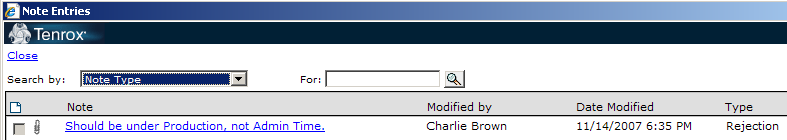 Note Entries
Tenrox
Close
Search by: Note Type For:
Note Modified by Date Modified Type
Should be under Production, not Admin Time. Charlie Brown 11/14/2007 6:35 PM Rejection